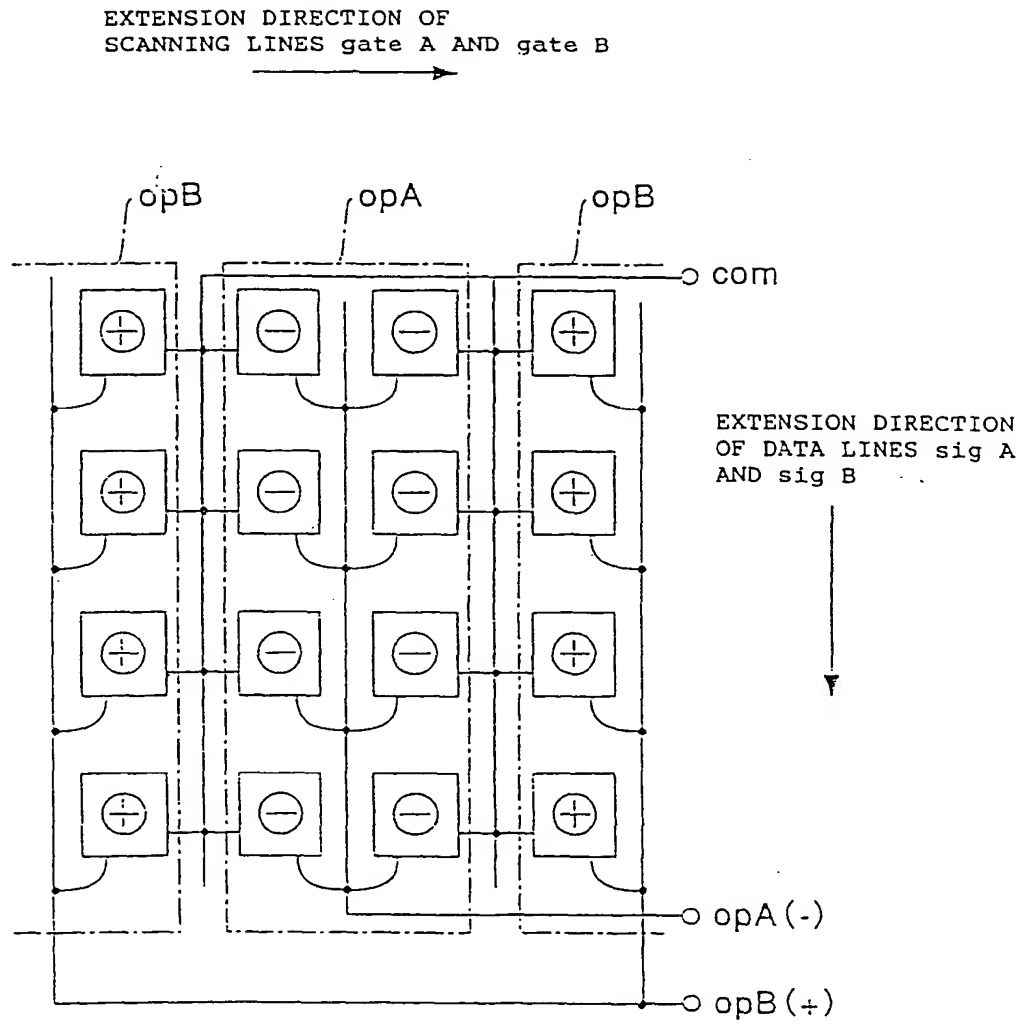 EXTENSION DIRECTION OF
SCANNING LINES gate A AND gate B
opB
opA
opB
com
+ - - +
EXTENSION DIRECTION
OF DATA LINES sig A
AND sig B
+ - - +
+ - - +
+ - - +
opA (-)
opB (+)